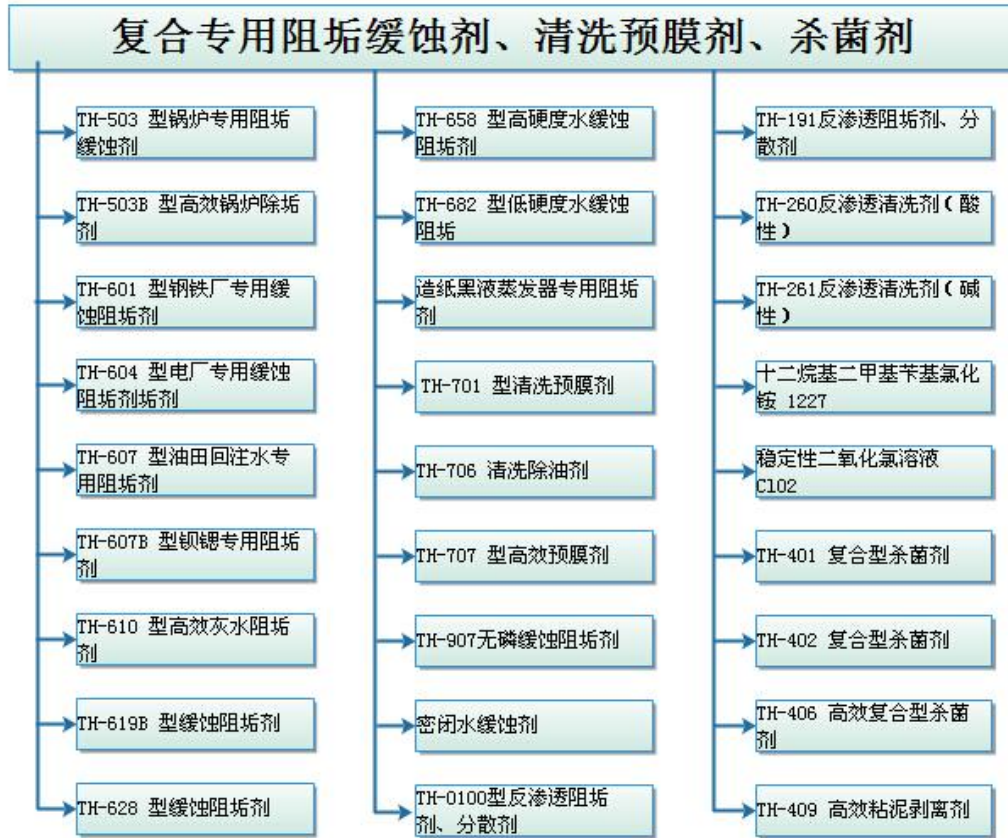 复合专用阻垢缓蚀剂、清洗预膜剂、杀菌剂
TH-503 型锅炉专用阻垢
缓蚀剂
TH-503B 型高效锅炉除垢
剂
TH-601 型钢铁厂专用缓
蚀阻垢剂
TH-604 型电厂专用缓蚀
阻垢剂垢剂
TH-607 型油田回注水专
用阻垢剂
TH-607B 型钡锶专用阻垢
剂
TH-610 型高效灰水阻垢
剂
TH-619B 型缓蚀阻垢剂
TH-628 型缓蚀阻垢剂
TH-658 型高硬度水缓蚀
阻垢剂
TH-682 型低硬度水缓蚀
阻垢
造纸黑液蒸发器专用阻垢
剂
TH-701 型清洗预膜剂
TH-706 清洗除油剂
TH-707 型高效预膜剂
TH-907无磷缓蚀阻垢剂
密闭水缓蚀剂
TH-0100型反渗透阻垢
剂、分散剂
TH-191反渗透阻垢剂、分
散剂
TH-260反渗透清洗剂（酸
性）
TH-261反渗透清洗剂（碱
性）
十二烷基二甲基苄基氯化
铵 1227
稳定性二氧化氯溶液
ClO2
TH-401 复合型杀菌剂
TH-402 复合型杀菌剂
TH-406 高效复合型杀菌
剂
TH-409 高效粘泥剥离剂